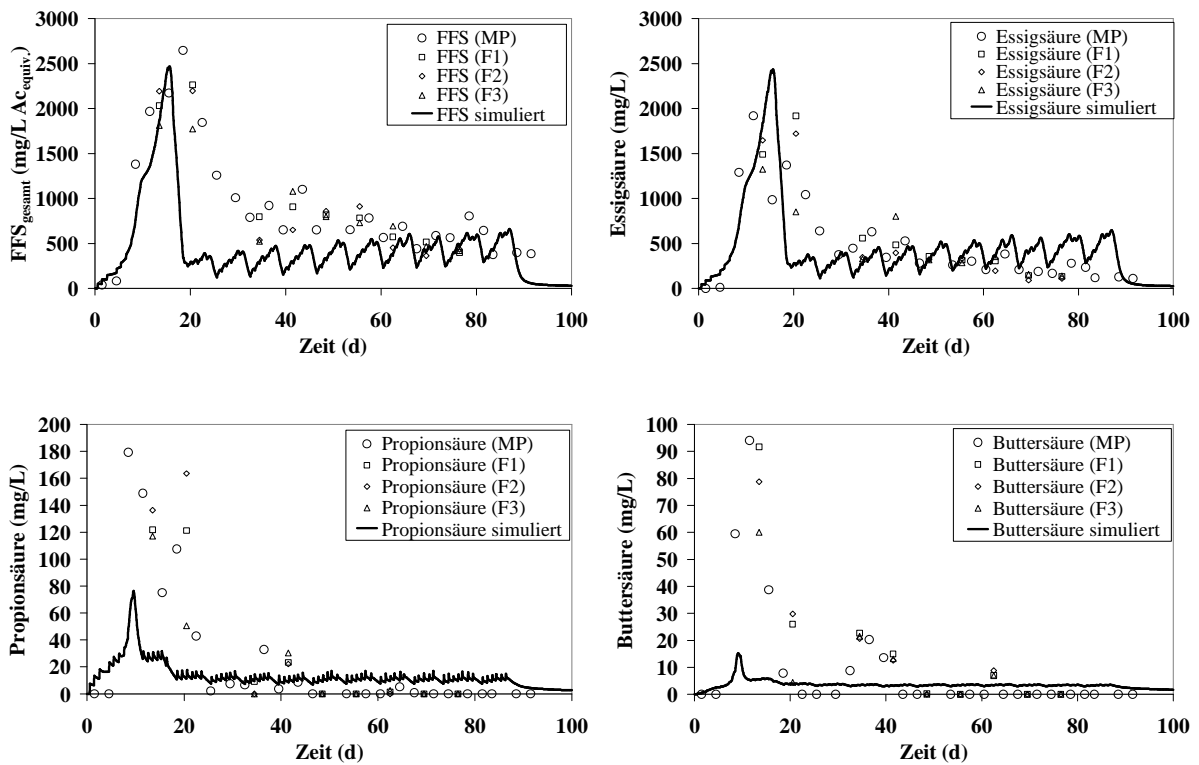 FFS gesamt (mg/L Ac equiv.)
3000
2500
2000
1500
1000
500
0
FFS (MP)
FFS (F1)
FFS (F2)
FFS (F3)
FFS simuliert
0 20 40 60 80 100
Zeit (d)
Essigsäure (mg/L)
3000
2500
2000
1500
1000
500
0
Essigsäure (MP)
Essigsäure (F1)
Essigsäure (F2)
Essigsäure (F3)
Essigsäure simuliert
0 20 40 60 80 100
Zeit (d)
Propionsäure (mg/L)
200
180
160
140
120
100
80
60
40
20
0
Propionsäure (MP)
Propionsäure (F1)
Propionsäure (F2)
Propionsäure (F3)
Propionsäure simuliert
0 20 40 60 80 100
Zeit (d)
Buttersäure (mg/L)
100
90
80
70
60
50
40
30
20
10
0
Buttersäure (MP)
Buttersäure (F1)
Buttersäure (F2)
Buttersäure (F3)
Buttersäure simuliert
0 20 40 60 80 100
Zeit (d)